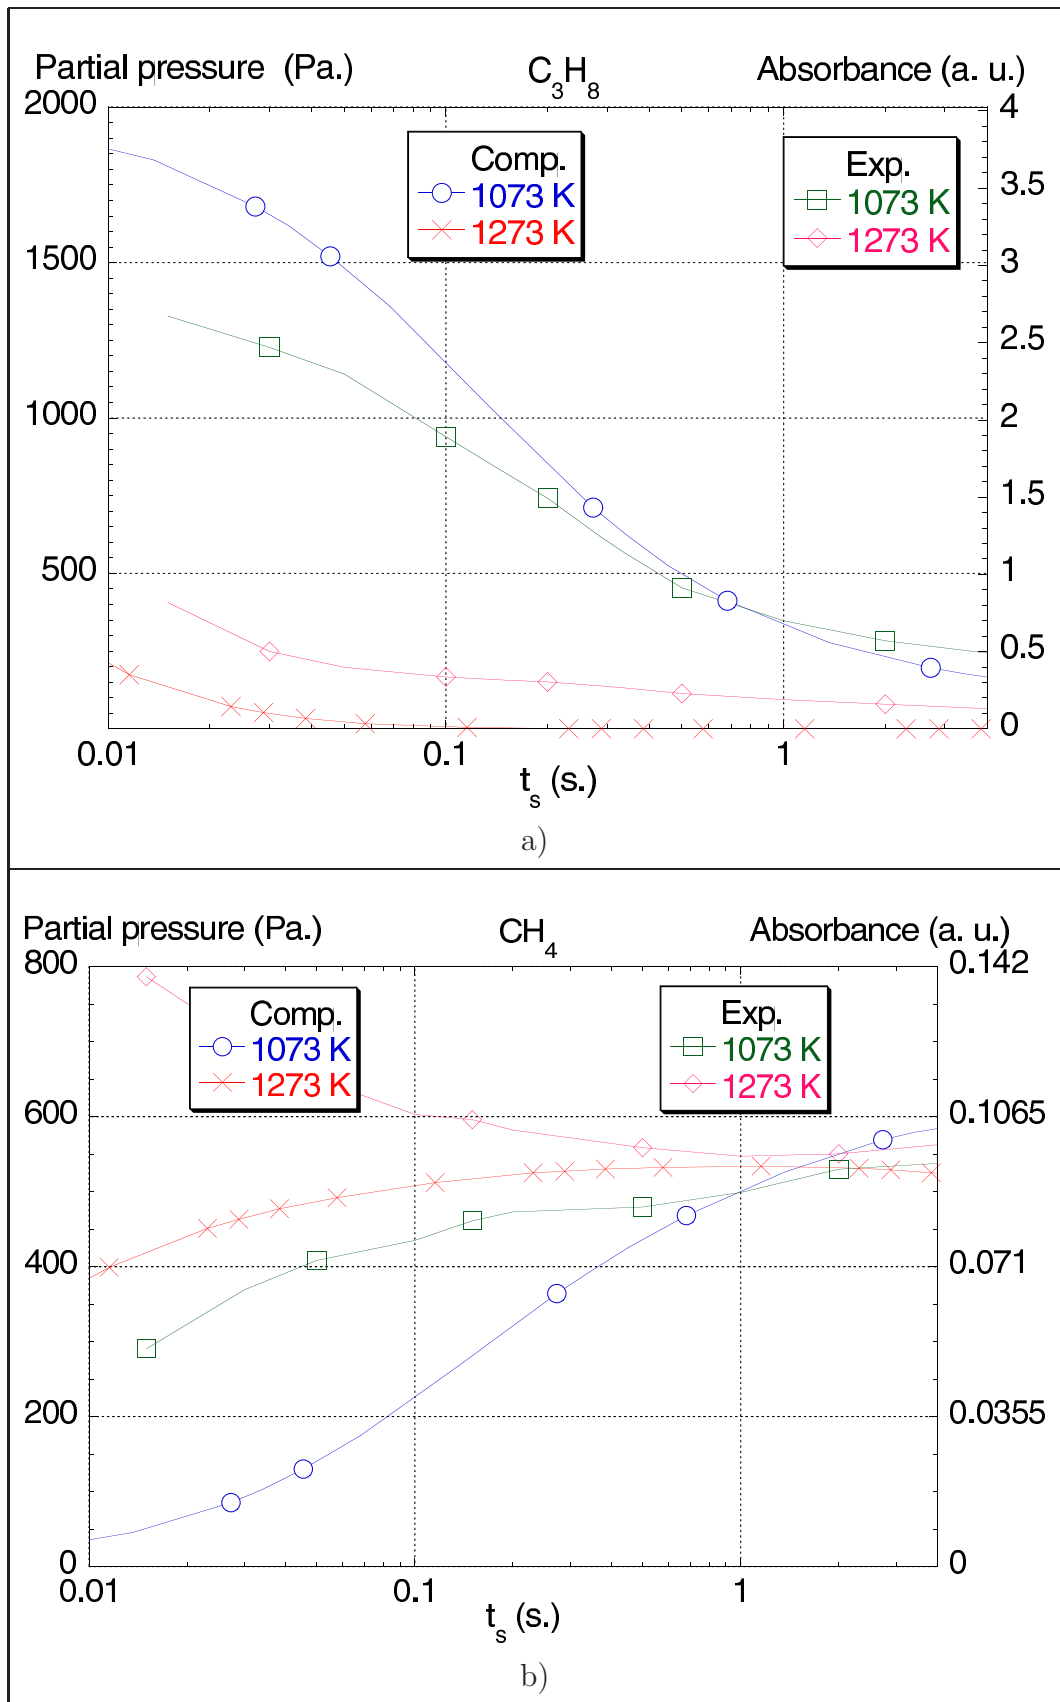 Partial pressure (Pa.) C3H8 Absorbance (a. u.)
2000 4
Comp. Exp.
1073 K 3.5
1073 K
1273 K 1273 K
1500 3
2.5
1000 2
1.5
500 1
0.5
0
0.01 0.1 1
ts (s.)
a)
Partial pressure (Pa.) CH4 Absorbance (a. u.)
800 0.142
Comp. Exp.
1073 K 1073 K
1273 K 1273 K
600 0.1065
400 0.071
200 0.0355
0 0
0.01 0.1 1
ts (s.)
b)